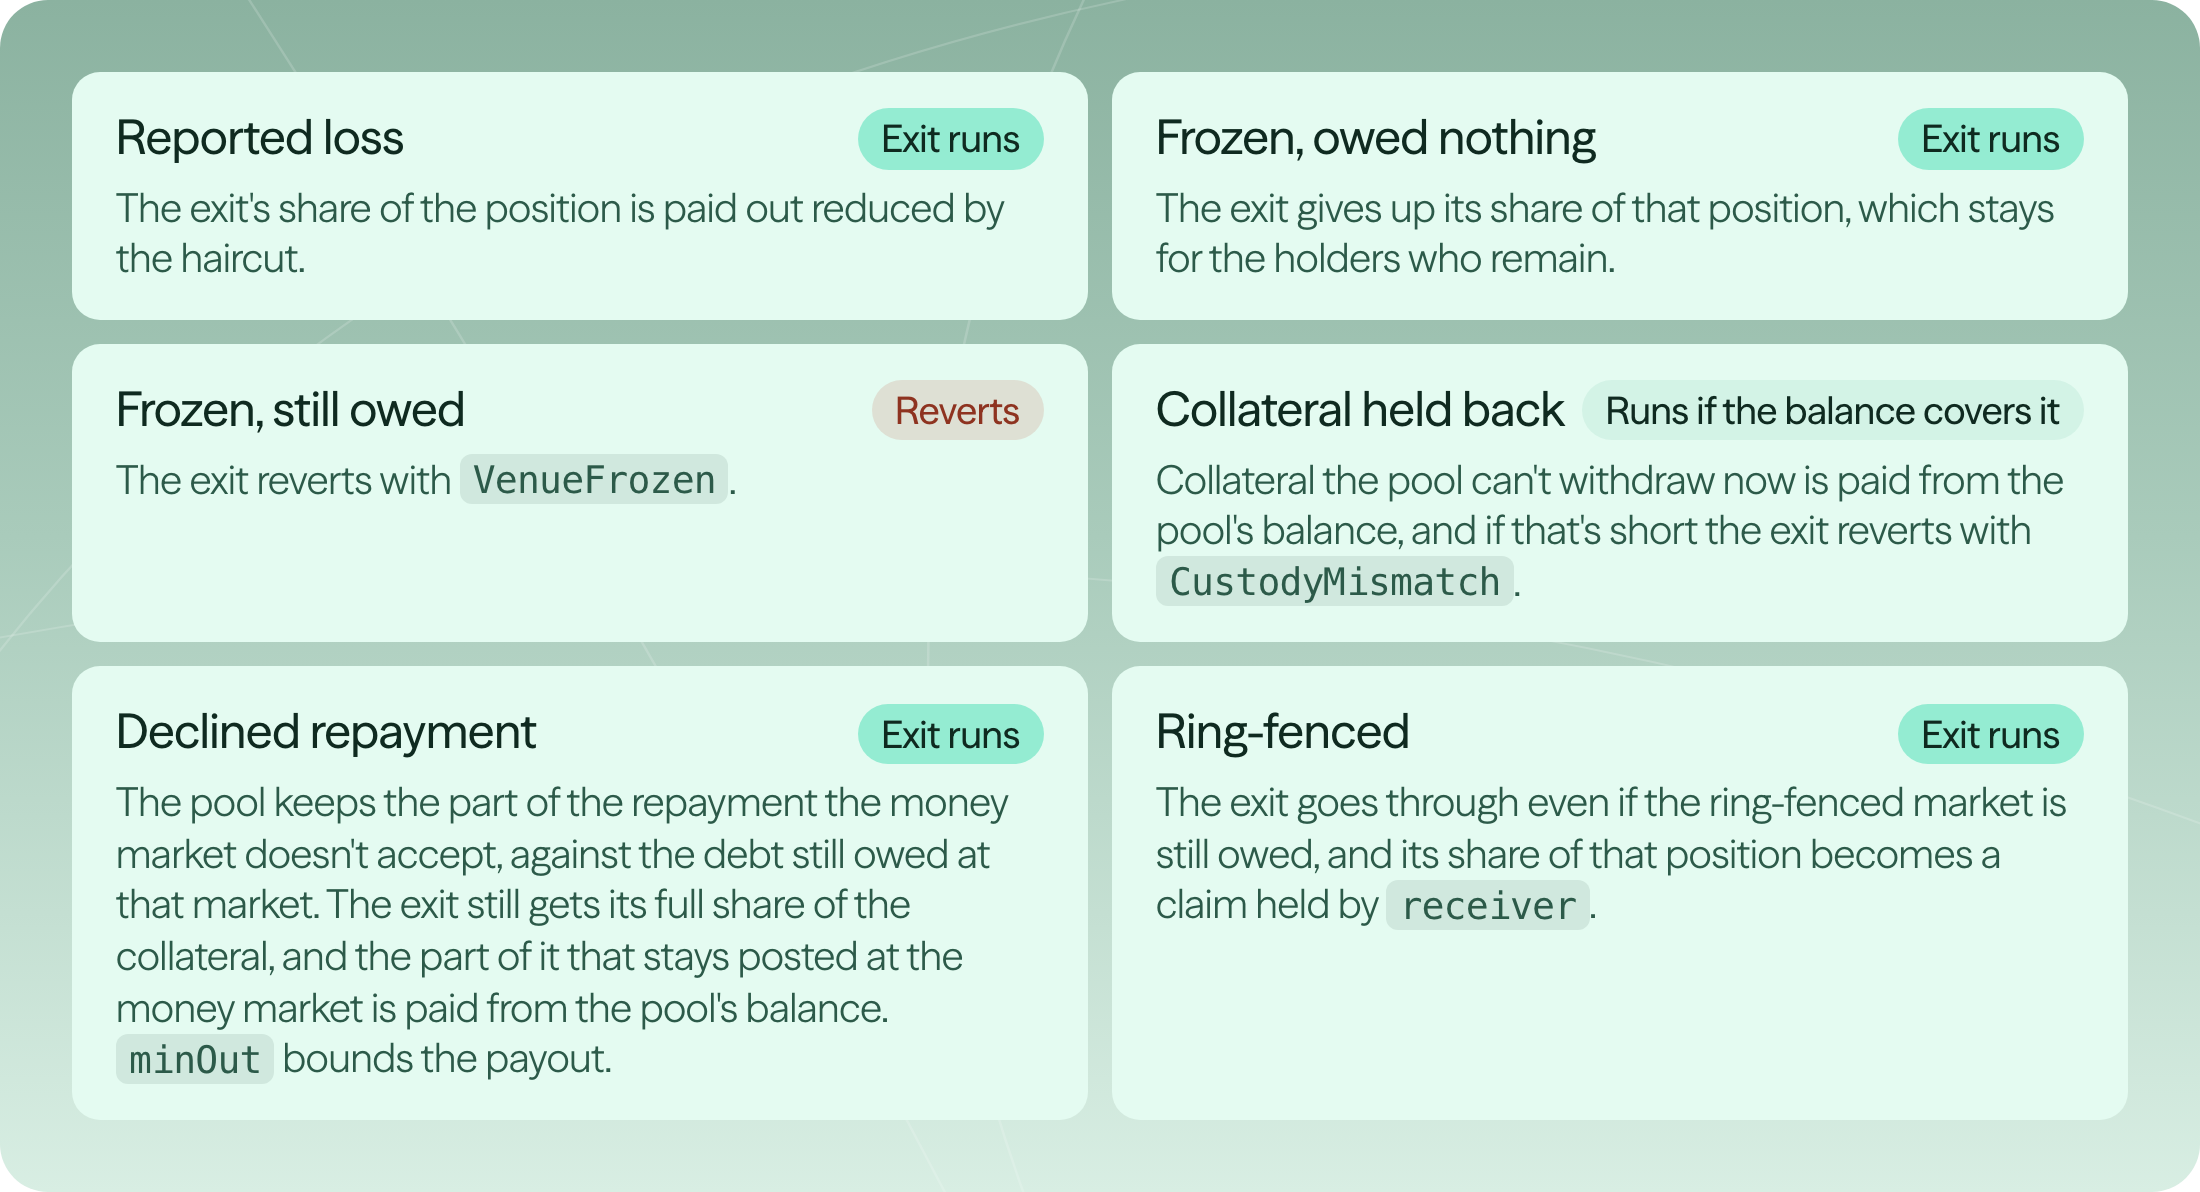 Reported loss
Exit runs
The exit's share of the position is paid out reduced by
the haircut.
Frozen, owed nothing
Exit runs
The exit gives up its share of that position, which stays
for the holders who remain.
Frozen, still owed
Reverts
The exit reverts with VenueFrozen.
Collateral held back
Runs if the balance covers it
Collateral the pool can't withdraw now is paid from the
pool's balance, and if that's short the exit reverts with
CustodyMismatch.
Declined repayment
Exit runs
The pool keeps the part of the repayment the money
market doesn't accept, against the debt still owed at
that market. The exit still gets its full share of the
collateral, and the part of it that stays posted at the
money market is paid from the pool's balance.
minOut bounds the payout.
Ring-fenced
Exit runs
The exit goes through even if the ring-fenced market is
still owed, and its share of that position becomes a
claim held by receiver.